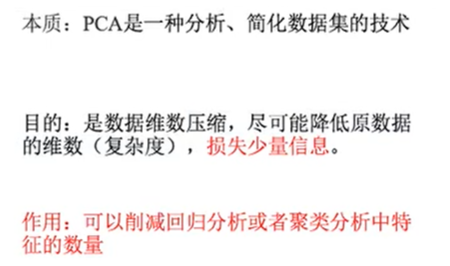 本质：PCA是一种分析、简化数据集的技术
目的：是数据维数压缩，尽可能降低原数据
的维数（复杂度），损失少量信息。
作用：可以削减回归分析或者聚类分析中特
征的数量